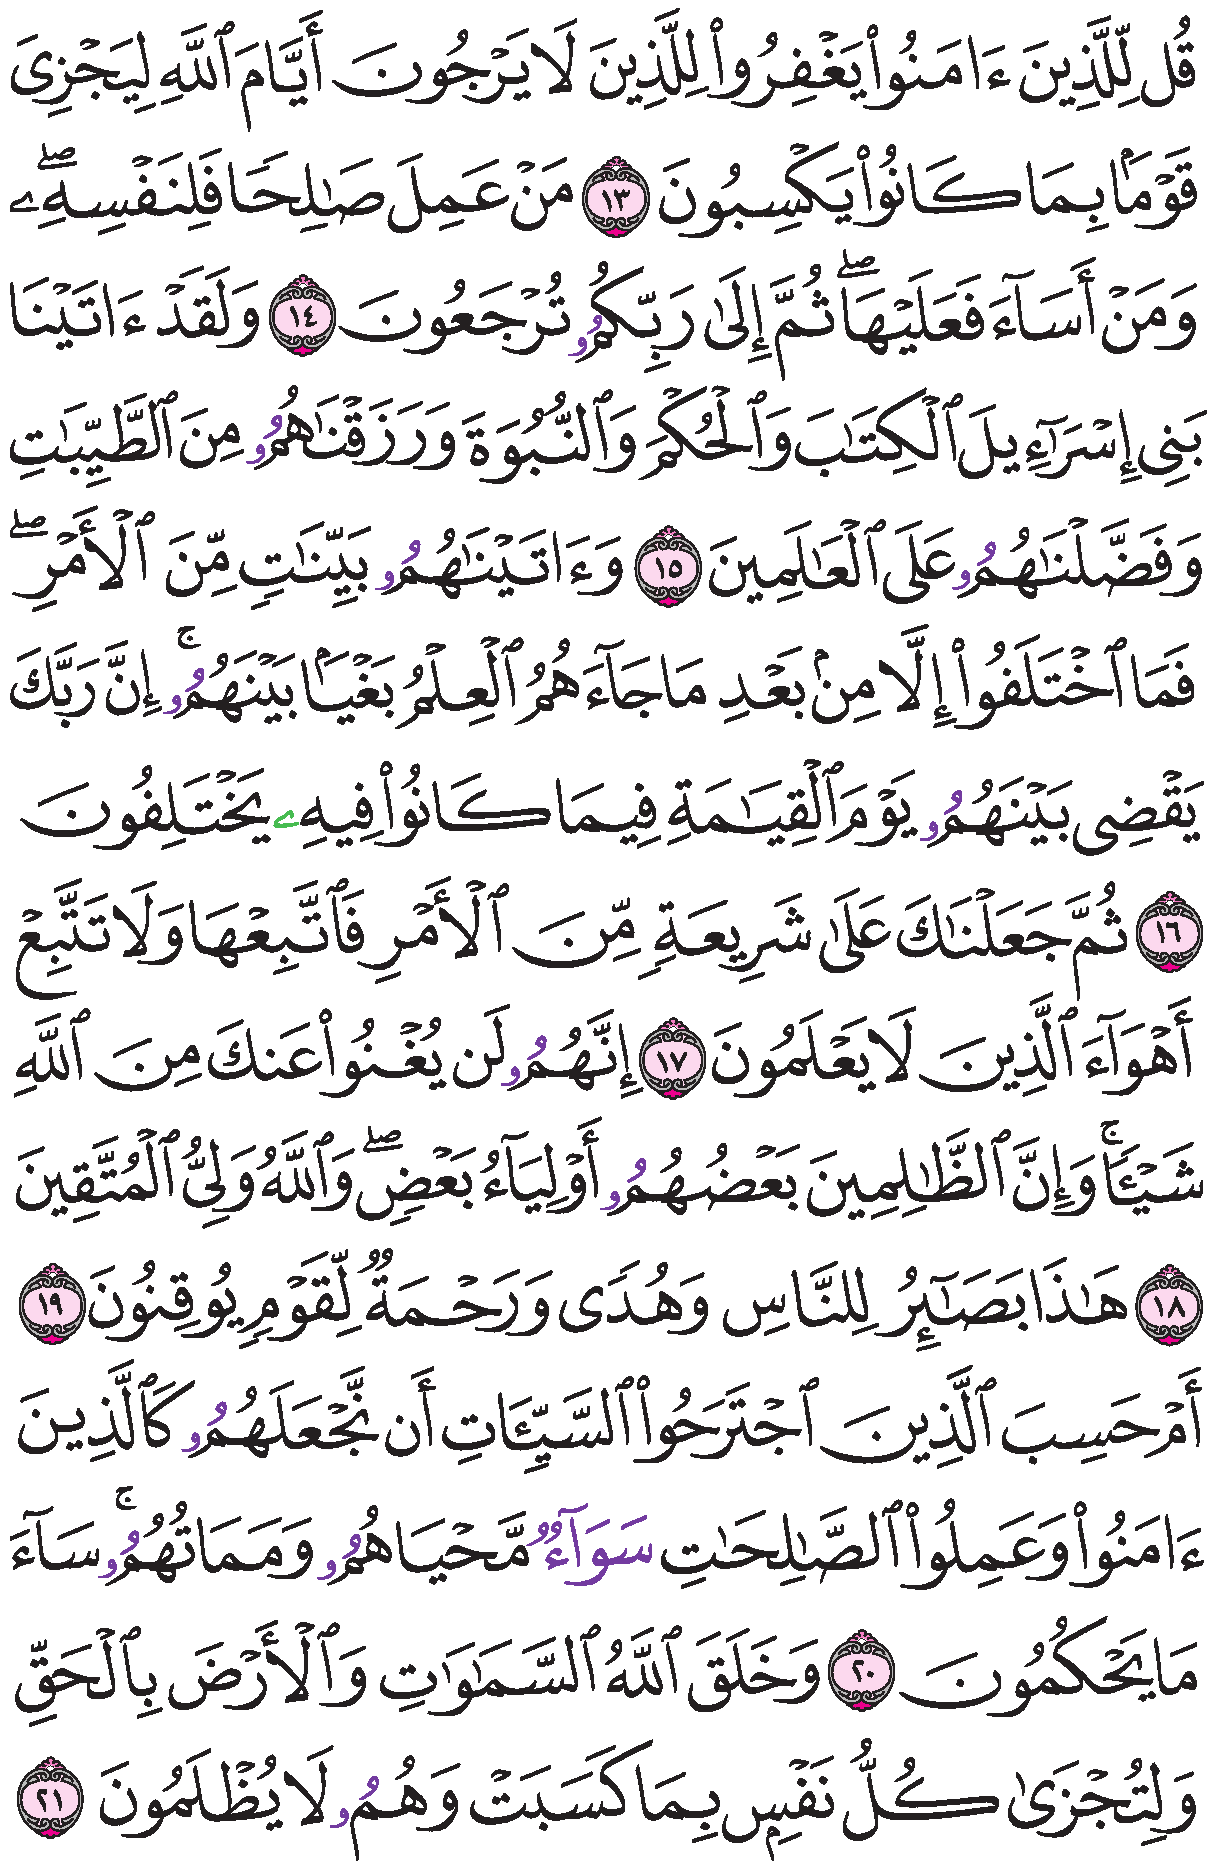 قُل لِّلَّذِينَ ءَامَنُوا۟ يَغْفِرُوا۟ لِلَّذِينَ لَا يَرْجُونَ أَيَّامَ ٱللَّهِ لِيَجْزِىَ
قَوْمَۢا بِمَا كَانُوا۟ يَكْسِبُونَ ١٣ مَنْ عَمِلَ صَٰلِحًا فَلِنَفْسِهِۦۖ
وَمَنْ أَسَآءَ فَعَلَيْهَاۖ ثُمَّ إِلَىٰ رَبِّكُمُۥ تُرْجَعُونَ ١٤ وَلَقَدْ ءَاتَيْنَا
بَنِىٓ إِسْرَٰٓءِيلَ ٱلْكِتَٰبَ وَٱلْحُكْمَ وَٱلنُّبُوَّةَ وَرَزَقْنَٰهُمُۥ مِنَ ٱلطَّيِّبَٰتِ
وَفَضَّلْنَٰهُمُۥ عَلَى ٱلْعَٰلَمِينَ ١٥ وَءَاتَيْنَٰهُمُۥ بَيِّنَٰتٍ مِّنَ ٱلْأَمْرِۖ
فَمَا ٱخْتَلَفُوا۟ إِلَّا مِنۢ بَعْدِ مَا جَآءَهُمُ ٱلْعِلْمُ بَغْيَۢا بَيْنَهُمُۥۚ إِنَّ رَبَّكَ
يَقْضِى بَيْنَهُمُۥ يَوْمَ ٱلْقِيَٰمَةِ فِيمَا كَانُوا۟ فِيهِۦ يَخْتَلِفُونَ
١٦ ثُمَّ جَعَلْنَٰكَ عَلَىٰ شَرِيعَةٍ مِّنَ ٱلْأَمْرِ فَٱتَّبِعْهَا وَلَا تَتَّبِعْ
أَهْوَآءَ ٱلَّذِينَ لَا يَعْلَمُونَ ١٧ إِنَّهُمُۥ لَن يُغْنُوا۟ عَنكَ مِنَ ٱللَّهِ
شَيْـًٔاۚ وَإِنَّ ٱلظَّٰلِمِينَ بَعْضُهُمُۥ أَوْلِيَآءُ بَعْضٍۖ وَٱللَّهُ وَلِىُّ ٱلْمُتَّقِينَ
١٨ هَٰذَا بَصَٰٓئِرُ لِلنَّاسِ وَهُدًى وَرَحْمَةٌ لِّقَوْمٍ يُوقِنُونَ ١٩
أَمْ حَسِبَ ٱلَّذِينَ ٱجْتَرَحُوا۟ ٱلسَّيِّـَٔاتِ أَن نَّجْعَلَهُمُۥ كَٱلَّذِينَ
ءَامَنُوا۟ وَعَمِلُوا۟ ٱلصَّٰلِحَٰتِ سَوَآءٌ مَّحْيَاهُمُۥ وَمَمَاتُهُمُۥۚ سَآءَ
مَا يَحْكُمُونَ ٢٠ وَخَلَقَ ٱللَّهُ ٱلسَّمَٰوَٰتِ وَٱلْأَرْضَ بِٱلْحَقِّ
وَلِتُجْزَىٰ كُلُّ نَفْسٍۭ بِمَا كَسَبَتْ وَهُمُۥ لَا يُظْلَمُونَ ٢١